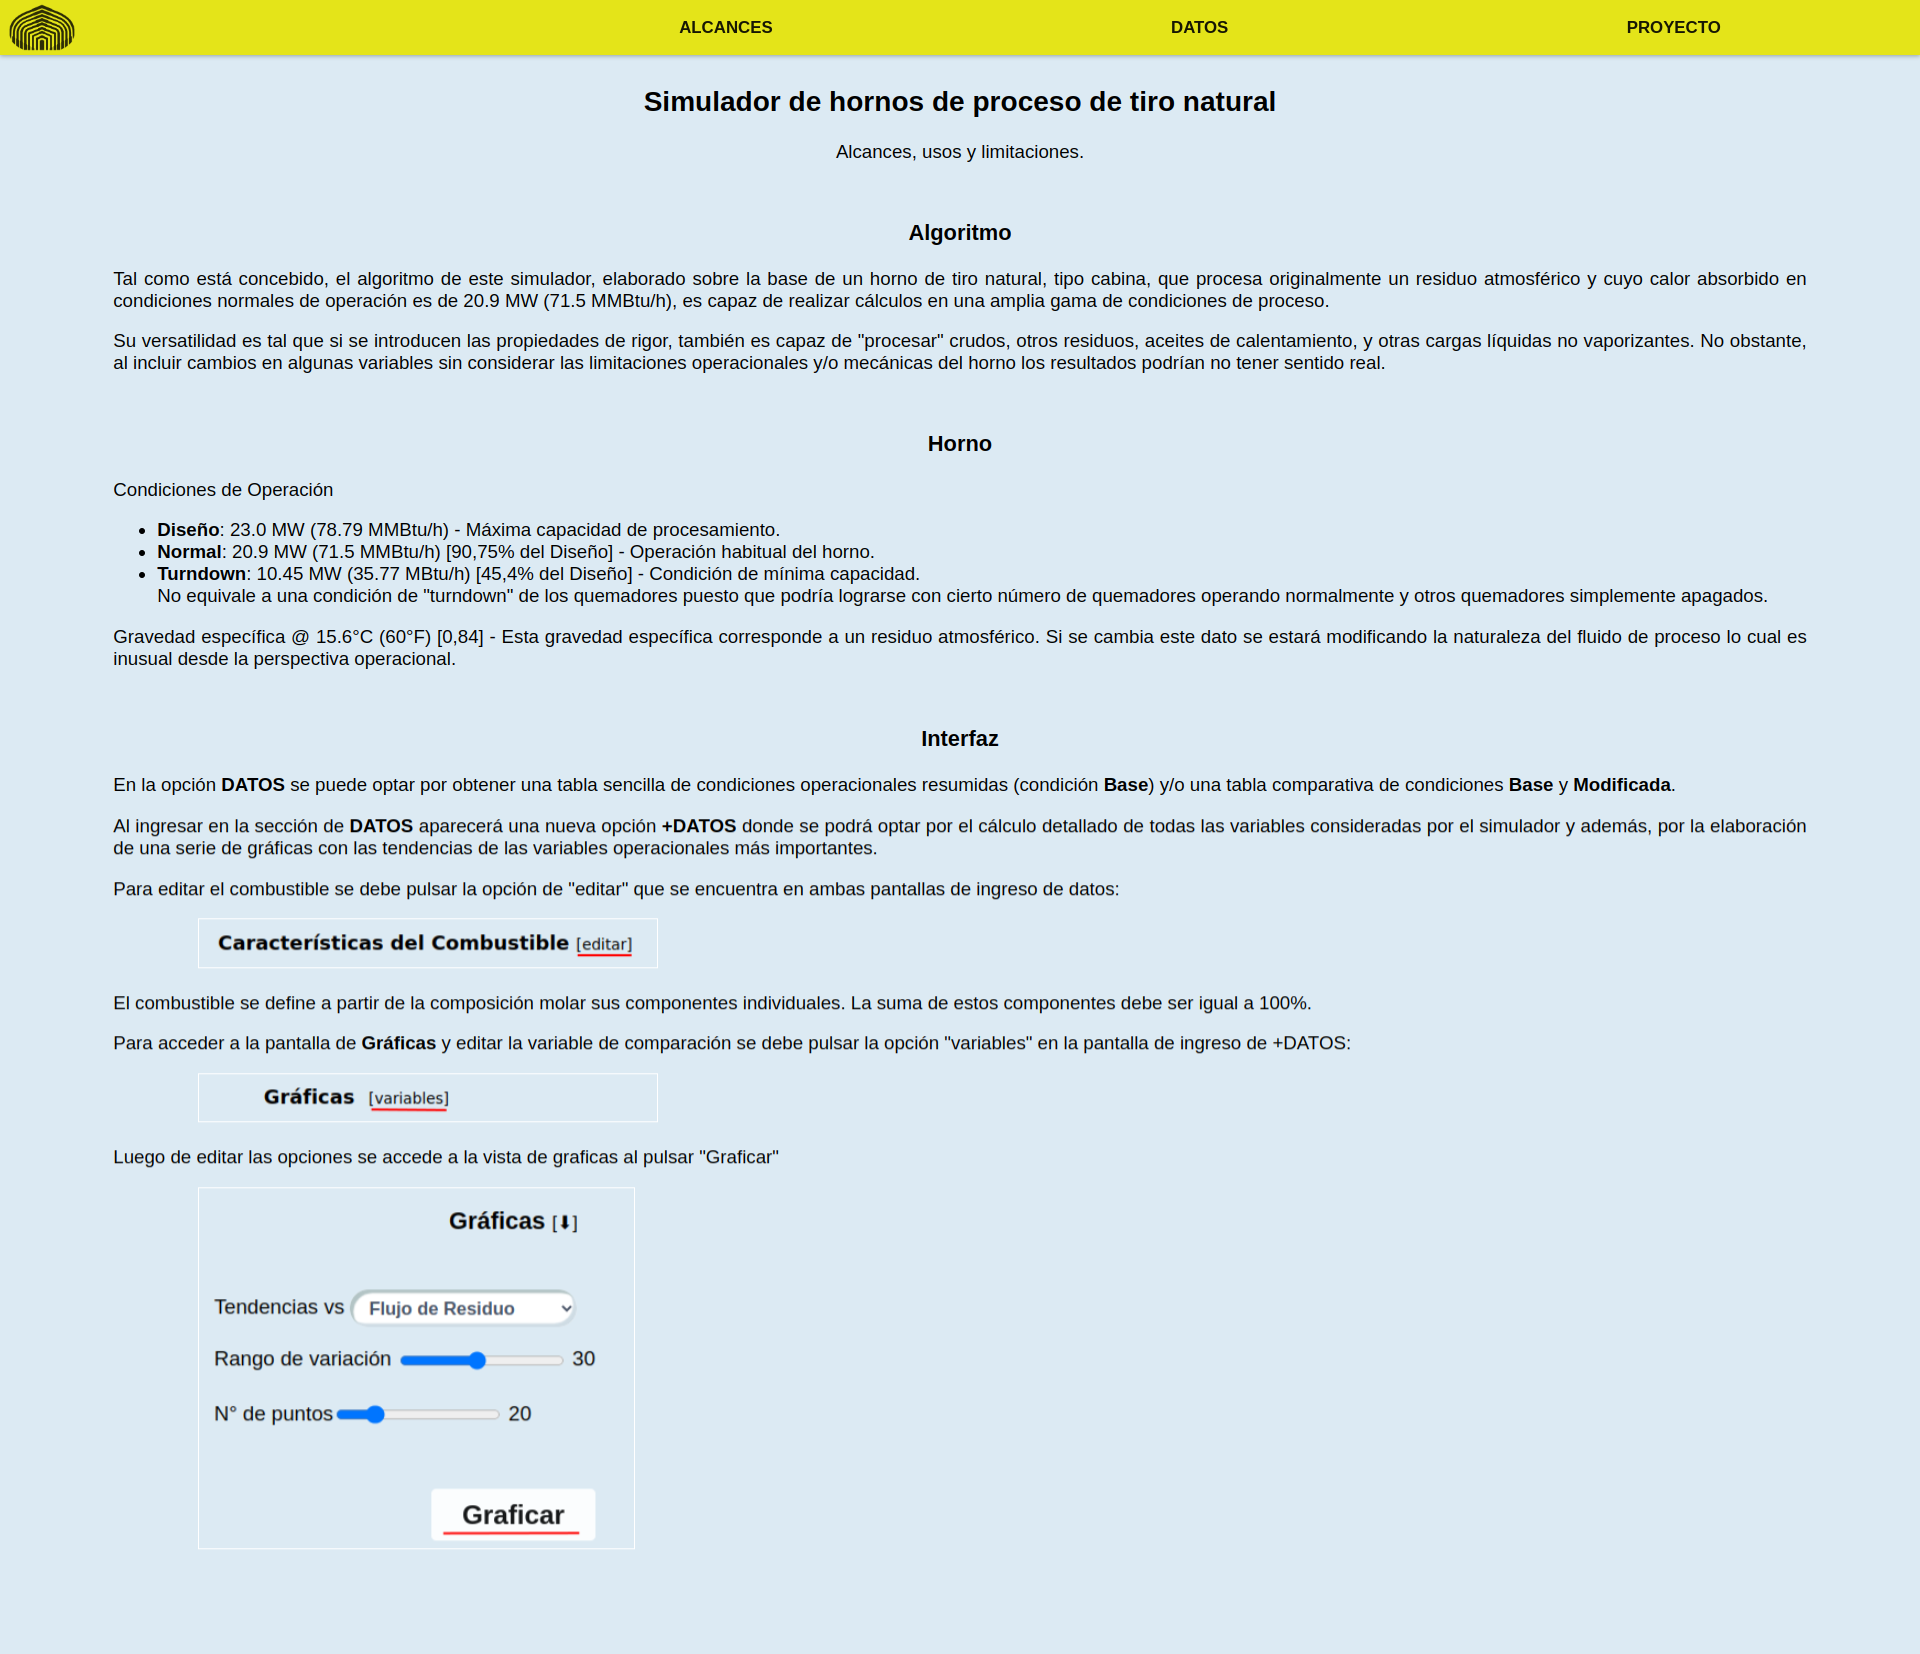 ALCANCES DATOS PROYECTO
Simulador de hornos de proceso de tiro natural
Alcances, usos y limitaciones.
Algoritmo
Tal como está concebido, el algoritmo de este simulador, elaborado sobre la base de un horno de tiro natural, tipo cabina, que procesa originalmente un residuo atmosférico y cuyo calor absorbido en
condiciones normales de operación es de 20.9 MW (71.5 MMBtu/h), es capaz de realizar cálculos en una amplia gama de condiciones de proceso.
Su versatilidad es tal que si se introducen las propiedades de rigor, también es capaz de "procesar" crudos, otros residuos, aceites de calentamiento, y otras cargas líquidas no vaporizantes. No obstante,
al incluir cambios en algunas variables sin considerar las limitaciones operacionales y/o mecánicas del horno los resultados podrían no tener sentido real.
Horno
Condiciones de Operación
• Diseño: 23.0 MW (78.79 MMBtu/h) - Máxima capacidad de procesamiento.
• Normal: 20.9 MW (71.5 MMBtu/h) [90,75% del Diseño] - Operación habitual del horno.
• Turndown: 10.45 MW (35.77 MBtu/h) [45,4% del Diseño] - Condición de mínima capacidad.
No equivale a una condición de "turndown" de los quemadores puesto que podría lograrse con cierto número de quemadores operando normalmente y otros quemadores simplemente apagados.
Gravedad específica @ 15.6°C (60°F) [0,84] - Esta gravedad específica corresponde a un residuo atmosférico. Si se cambia este dato se estará modificando la naturaleza del fluido de proceso lo cual es
inusual desde la perspectiva operacional.
Interfaz
En la opción DATOS se puede optar por obtener una tabla sencilla de condiciones operacionales resumidas (condición Base) y/o una tabla comparativa de condiciones Base y Modificada.
Al ingresar en la sección de DATOS aparecerá una nueva opción +DATOS donde se podrá optar por el cálculo detallado de todas las variables consideradas por el simulador y además, por la elaboración
de una serie de gráficas con las tendencias de las variables operacionales más importantes.
Para editar el combustible se debe pulsar la opción de "editar" que se encuentra en ambas pantallas de ingreso de datos:
Características del Combustible [editar]
El combustible se define a partir de la composición molar sus componentes individuales. La suma de estos componentes debe ser igual a 100%.
Para acceder a la pantalla de Gráficas y editar la variable de comparación se debe pulsar la opción "variables" en la pantalla de ingreso de +DATOS:
Gráficas [variables]
Luego de editar las opciones se accede a la vista de graficas al pulsar "Graficar"
Gráficas [⬇]
Tendencias vs Flujo de Residuo
Rango de variación 30
N° de puntos 20
Graficar